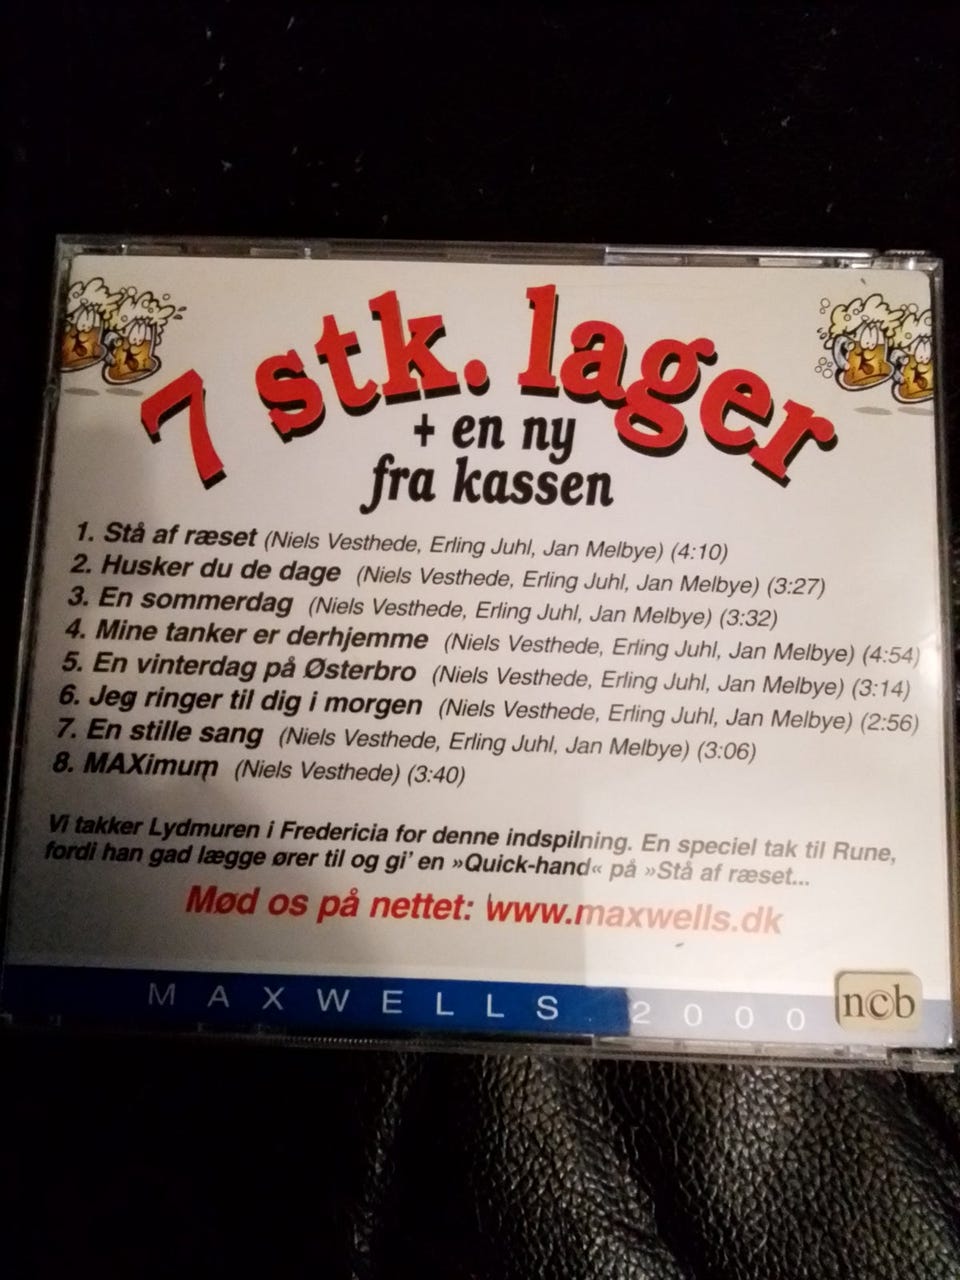 7 stk. lager
+ en ny
fra kassen
1. Stå af ræset (Niels Vesthede, Erling Juhl, Jan Melbye) (4:10)
2. Husker du de dage (Niels Vesthede, Erling Juhl, Jan Melbye) (3:27)
3. En sommerdag (Niels Vesthede, Erling Juhl, Jan Melbye) (3:32)
4. Mine tanker er derhjemme (Niels Vesthede, Erling Juhl, Jan Melbye) (4:54)
5. En vinterdag på Østerbro (Niels Vesthede, Erling Juhl, Jan Melbye) (3:14)
6. Jeg ringer til dig i morgen (Niels Vesthede, Erling Juhl, Jan Melbye) (2:56)
7. En stille sang (Niels Vesthede, Erling Juhl, Jan Melbye) (3:06)
8. MAXimum (Niels Vesthede) (3:40)
Vi takker Lydmuren i Fredericia for denne indspilning. En speciel tak til Rune,
fordi han gad lægge ører til og gi' en »Quick-hand« på »Stå af ræset...
Mød os på nettet: www.maxwells.dk
MAXWELLS 2000
ncb